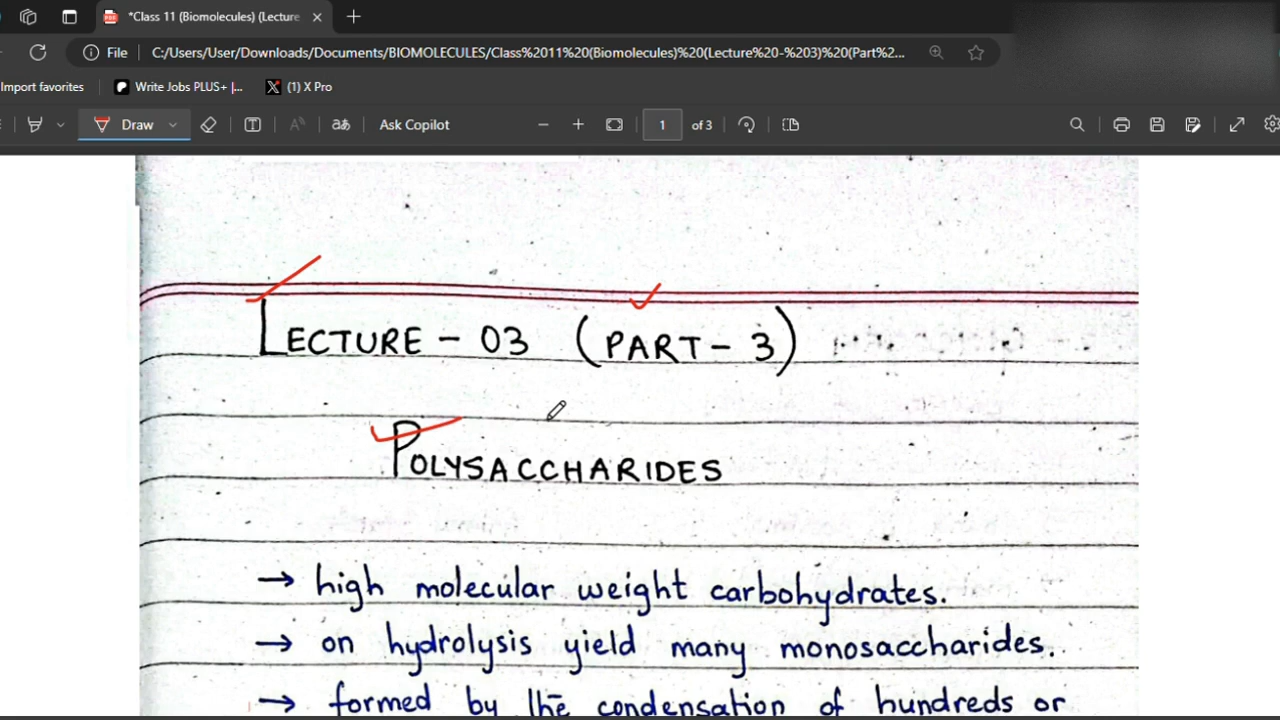 *Class 11 (Biomolecules) (Lecture
File C:/Users/User/Downloads/Documents/BIOMOLECULES/Class%2011%20(Biomolecules)%20(Lecture%20-%203)%20(Part%2...
Import favorites Write Jobs PLUS+ |... (1) X Pro
Draw aあ Ask Copilot 1 of 3
LECTURE - 03 (PART - 3)
POLYSACCHARIDES
→ high molecular weight carbohydrates.
→ on hydrolysis yield many monosaccharides.
→ formed by the condensation of hundreds or